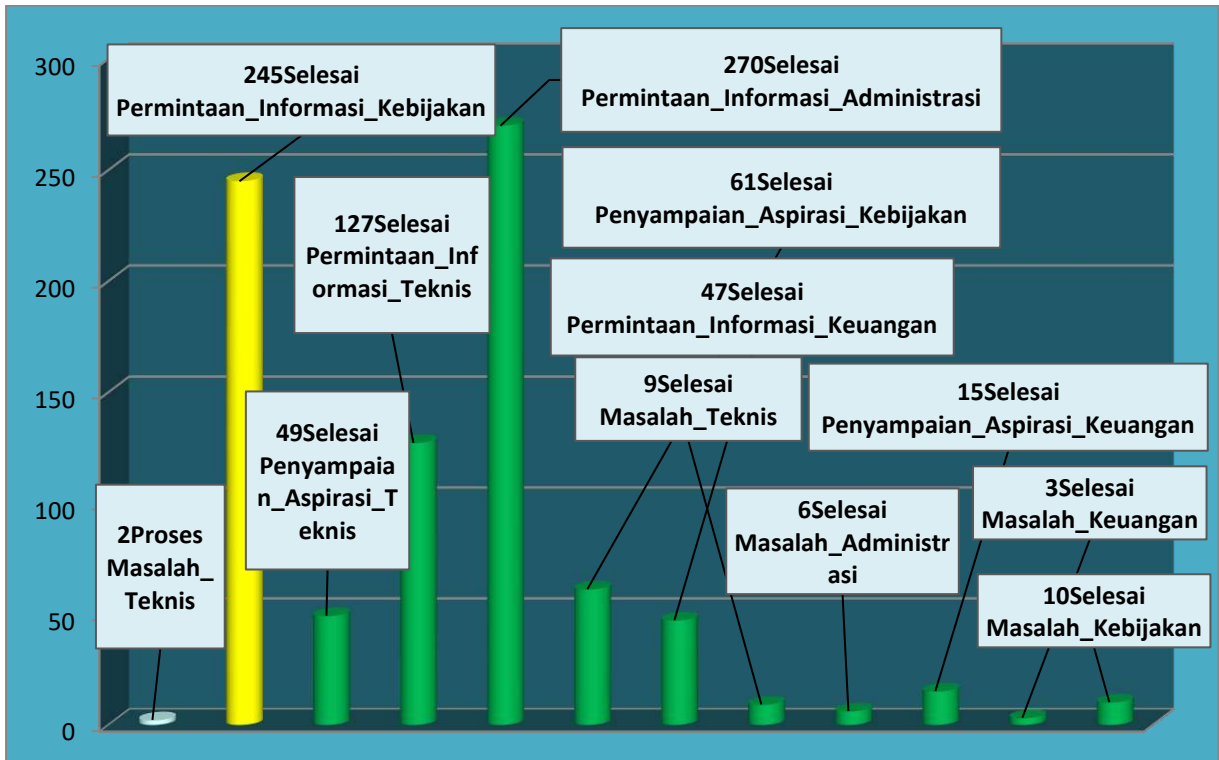 300
250
200
150
100
50
0
245Selesai
Permintaan_Informasi_Kebijakan
270Selesai
Permintaan_Informasi_Administrasi
127Selesai
Permintaan_Inf
ormasi_Teknis
61Selesai
Penyampaian_Aspirasi_Kebijakan
47Selesai
Permintaan_Informasi_Keuangan
9Selesai
Masalah_Teknis
15Selesai
Penyampaian_Aspirasi_Keuangan
49Selesai
Penyampaia
n_Aspirasi_T
eknis
2Proses
Masalah_
Teknis
6Selesai
Masalah_Administr
asi
3Selesai
Masalah_Keuangan
10Selesai
Masalah_Kebijakan